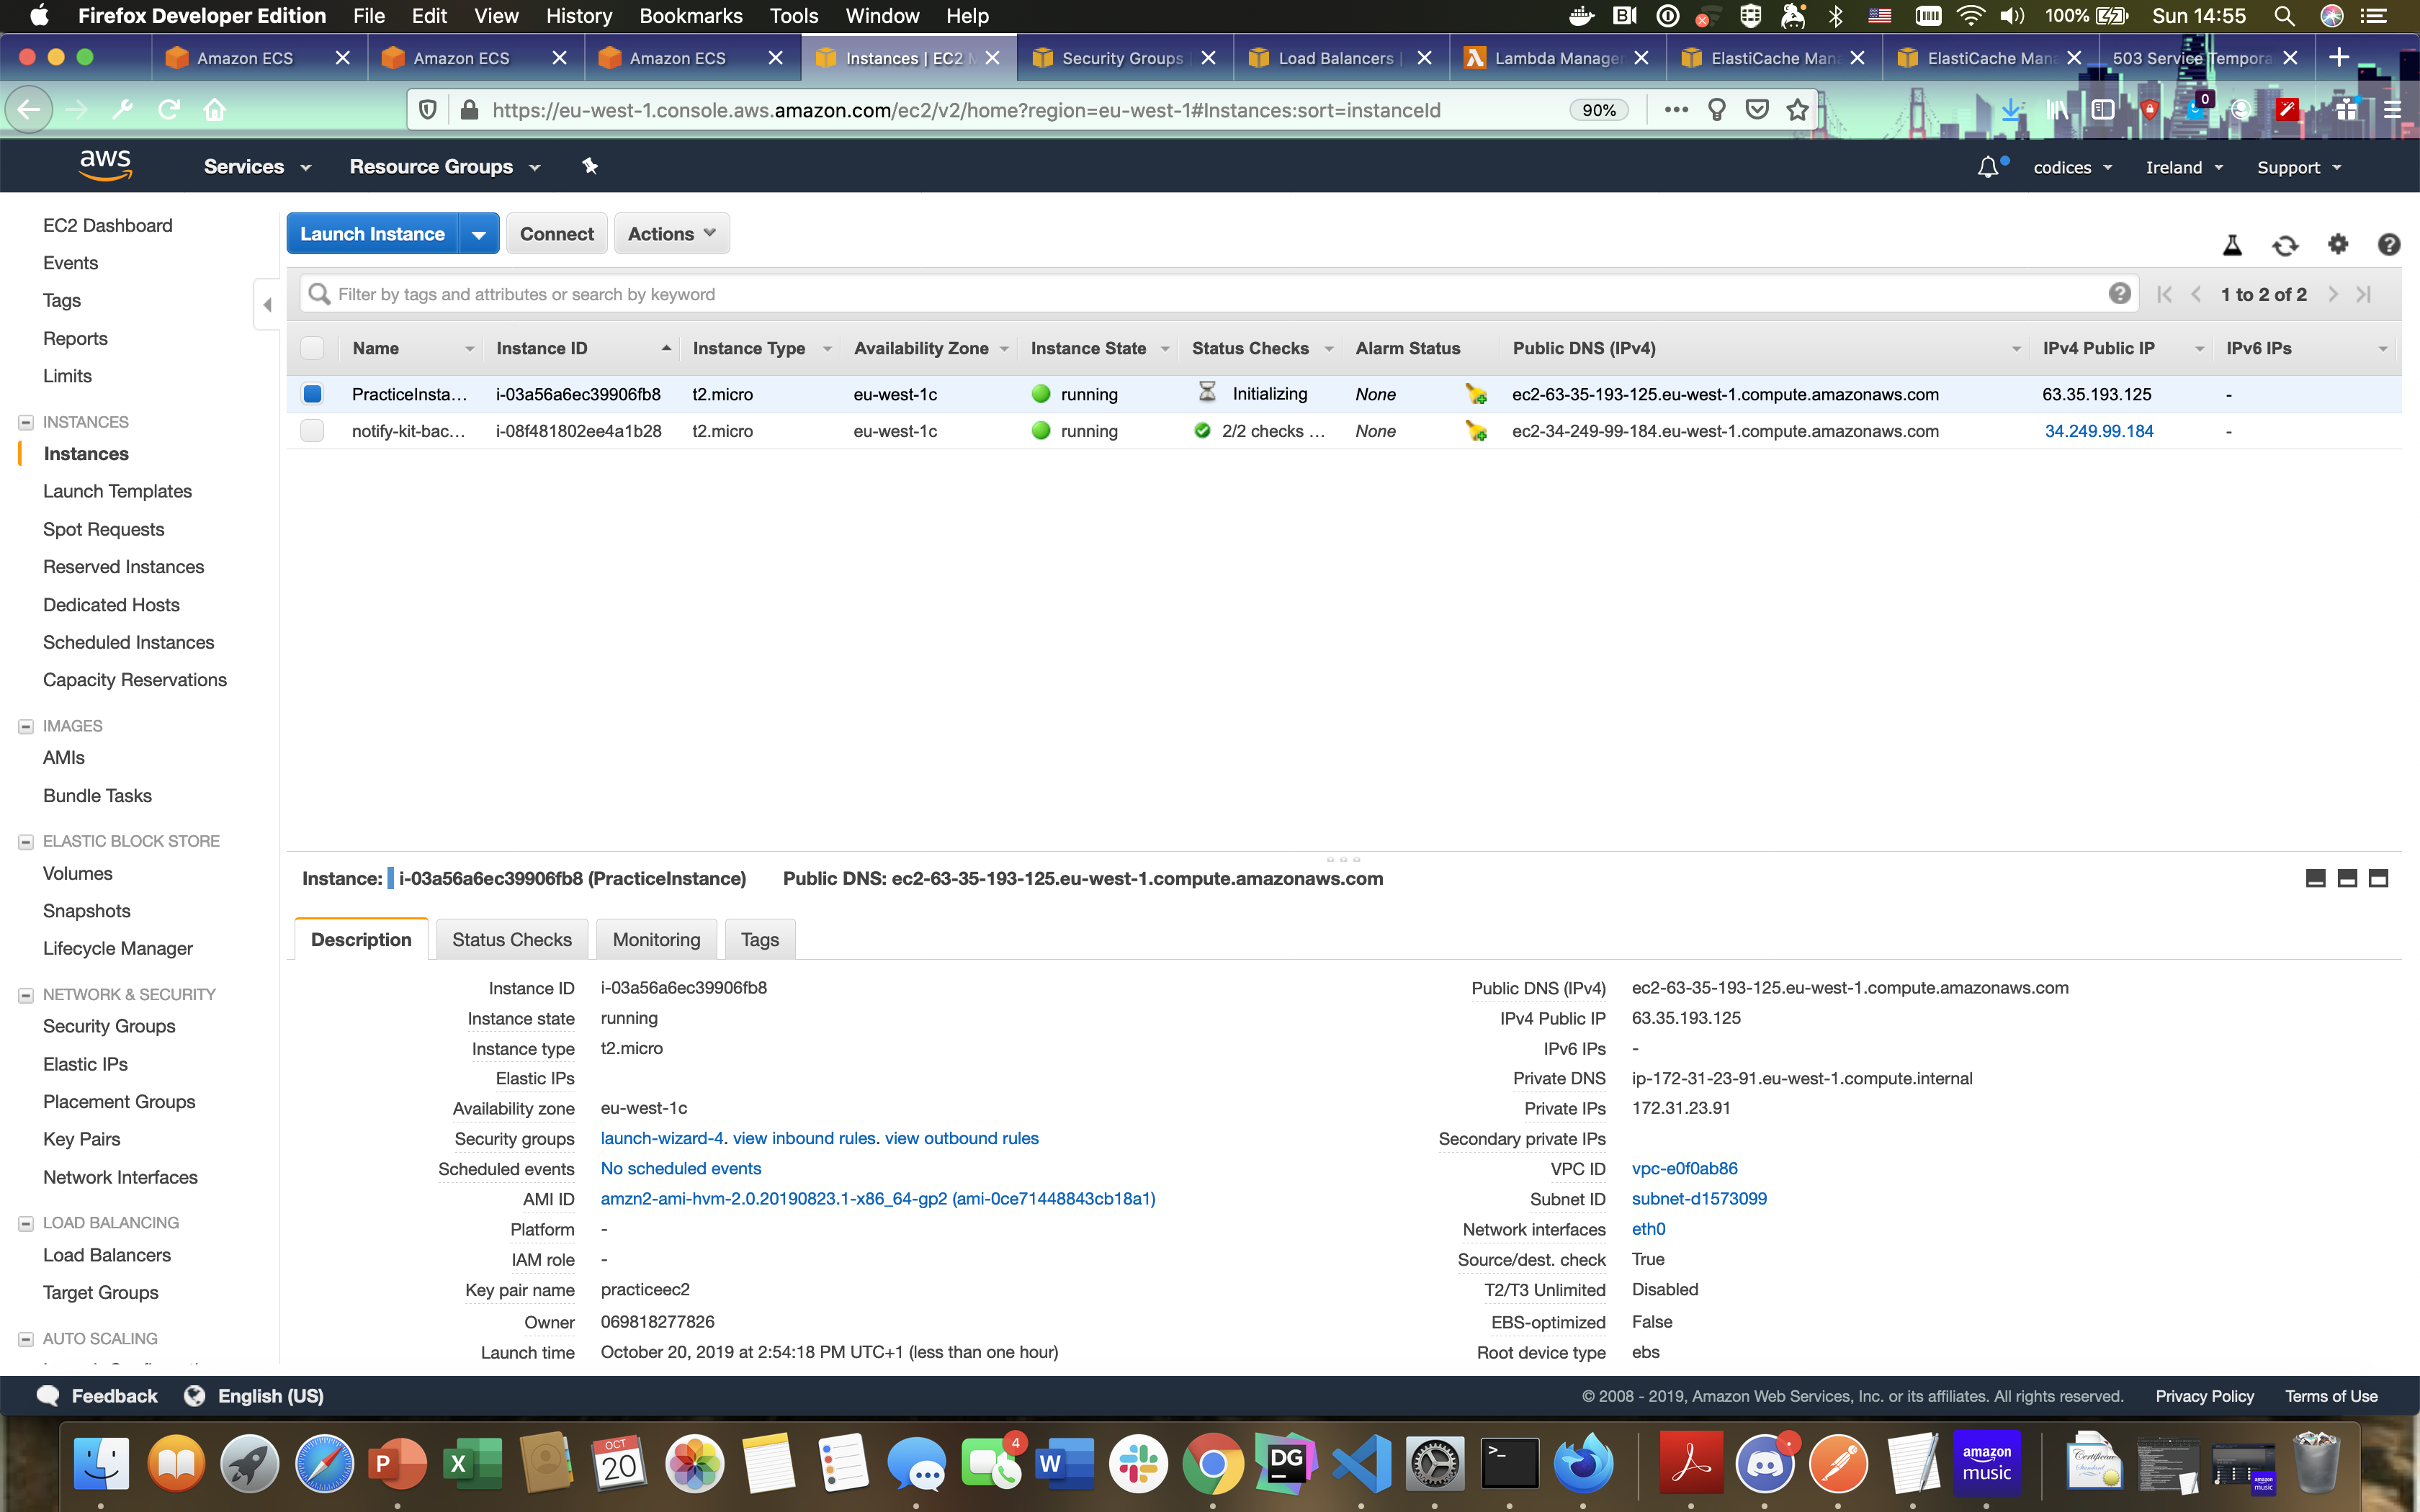 Firefox Developer Edition File Edit View History Bookmarks Tools Window Help 100% Sun 14:55
Amazon ECS Amazon ECS Amazon ECS Instances | EC2 M Security Groups Load Balancers | Lambda Manage ElastiCache Man ElastiCache Man 503 Service Tempora
https://eu-west-1.console.aws.amazon.com/ec2/v2/home?region=eu-west-1#Instances:sort=instanceId 90% 0
aws Services Resource Groups codices Ireland Support
EC2 Dashboard
Events
Tags
Reports
Limits
INSTANCES
Instances
Launch Templates
Spot Requests
Reserved Instances
Dedicated Hosts
Scheduled Instances
Capacity Reservations
IMAGES
AMIs
Bundle Tasks
ELASTIC BLOCK STORE
Volumes
Snapshots
Lifecycle Manager
NETWORK & SECURITY
Security Groups
Elastic IPs
Placement Groups
Key Pairs
Network Interfaces
LOAD BALANCING
Load Balancers
Target Groups
AUTO SCALING
Launch Instance Connect Actions
Filter by tags and attributes or search by keyword 1 to 2 of 2
Name Instance ID Instance Type Availability Zone Instance State Status Checks Alarm Status Public DNS (IPv4) IPv4 Public IP IPv6 IPs
PracticeInsta... i-03a56a6ec39906fb8 t2.micro eu-west-1c running Initializing None ec2-63-35-193-125.eu-west-1.compute.amazonaws.com 63.35.193.125 -
notify-kit-bac... i-08f481802ee4a1b28 t2.micro eu-west-1c running 2/2 checks ... None ec2-34-249-99-184.eu-west-1.compute.amazonaws.com 34.249.99.184 -
Instance: i-03a56a6ec39906fb8 (PracticeInstance) Public DNS: ec2-63-35-193-125.eu-west-1.compute.amazonaws.com
Description Status Checks Monitoring Tags
Instance ID i-03a56a6ec39906fb8
Instance state running
Instance type t2.micro
Elastic IPs
Availability zone eu-west-1c
Security groups launch-wizard-4. view inbound rules. view outbound rules
Scheduled events No scheduled events
AMI ID amzn2-ami-hvm-2.0.20190823.1-x86_64-gp2 (ami-0ce71448843cb18a1)
Platform -
IAM role -
Key pair name practiceec2
Owner 069818277826
Launch time October 20, 2019 at 2:54:18 PM UTC+1 (less than one hour)
Public DNS (IPv4) ec2-63-35-193-125.eu-west-1.compute.amazonaws.com
IPv4 Public IP 63.35.193.125
IPv6 IPs -
Private DNS ip-172-31-23-91.eu-west-1.compute.internal
Private IPs 172.31.23.91
Secondary private IPs
VPC ID vpc-e0f0ab86
Subnet ID subnet-d1573099
Network interfaces eth0
Source/dest. check True
T2/T3 Unlimited Disabled
EBS-optimized False
Root device type ebs
Feedback English (US) © 2008 - 2019, Amazon Web Services, Inc. or its affiliates. All rights reserved. Privacy Policy Terms of Use
P X OCT 20 4 W DG >_ amazon music